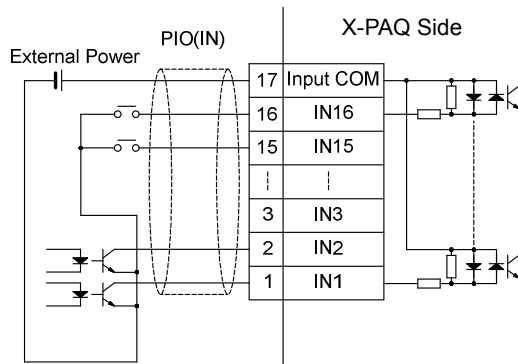 X-PAQ Side
PIO(IN)
External Power
17 Input COM
16 IN16
15 IN15
3 IN3
2 IN2
1 IN1